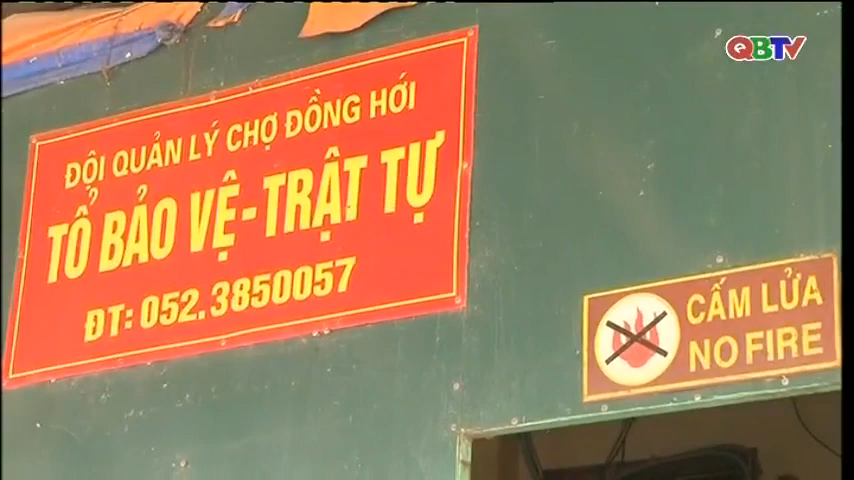 QBTV
ĐỘI QUẢN LÝ CHỢ ĐỒNG HỚI
TỔ BẢO VỆ - TRẬT TỰ
ĐT: 052.3850057
CẤM LỬA
NO FIRE